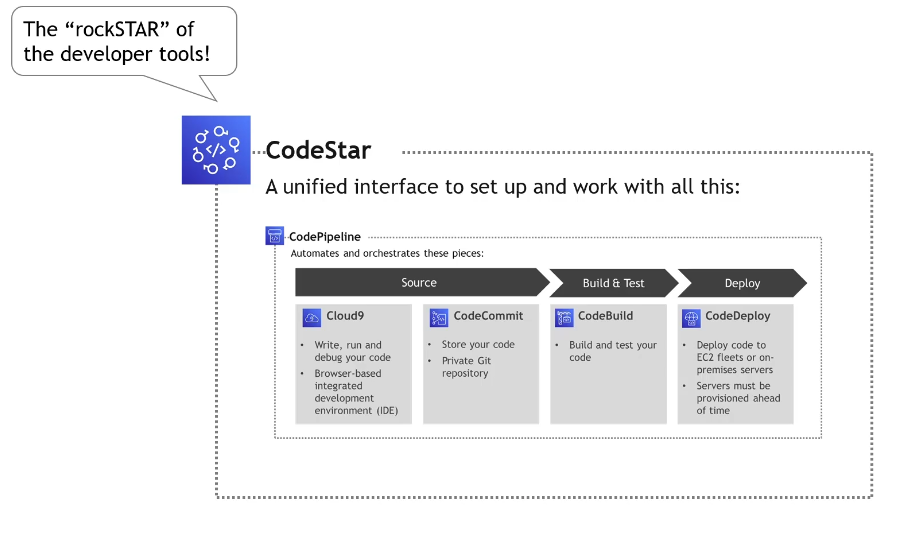 The “rockSTAR” of
the developer tools!
CodeStar
A unified interface to set up and work with all this:
CodePipeline
Automates and orchestrates these pieces:
Source
Build & Test
Deploy
Cloud9
• Write, run and
debug your code
• Browser-based
integrated
development
environment (IDE)
CodeCommit
• Store your code
• Private Git
repository
CodeBuild
• Build and test your
code
CodeDeploy
• Deploy code to
EC2 fleets or on-
premises servers
• Servers must be
provisioned ahead
of time